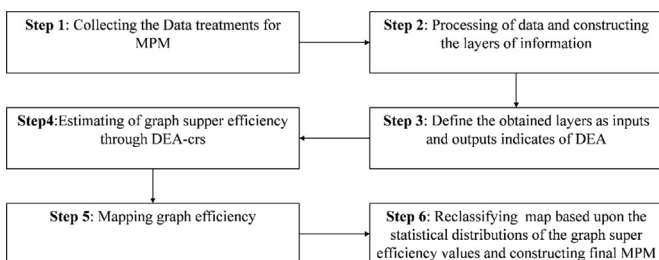 Step 1: Collecting the Data treatments for
MPM
Step 2: Processing of data and constructing
the layers of information
Step 3: Define the obtained layers as inputs
and outputs indicates of DEA
Step4:Estimating of graph supper efficiency
through DEA-crs
Step 5: Mapping graph efficiency
Step 6: Reclassifying map based upon the
statistical distributions of the graph super
efficiency values and constructing final MPM